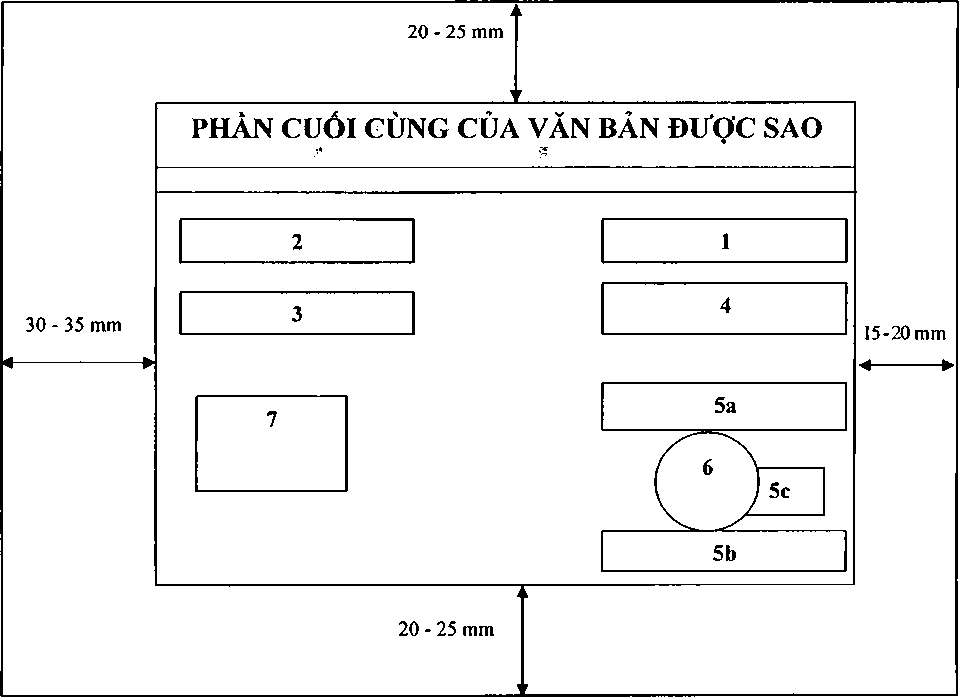 20 - 25 mm
PHẦN CUỐI CÙNG CỦA VĂN BẢN ĐƯỢC SAO
2
1
3
4
30 - 35 mm
15-20 mm
5a
7
6
5c
5b
20 - 25 mm